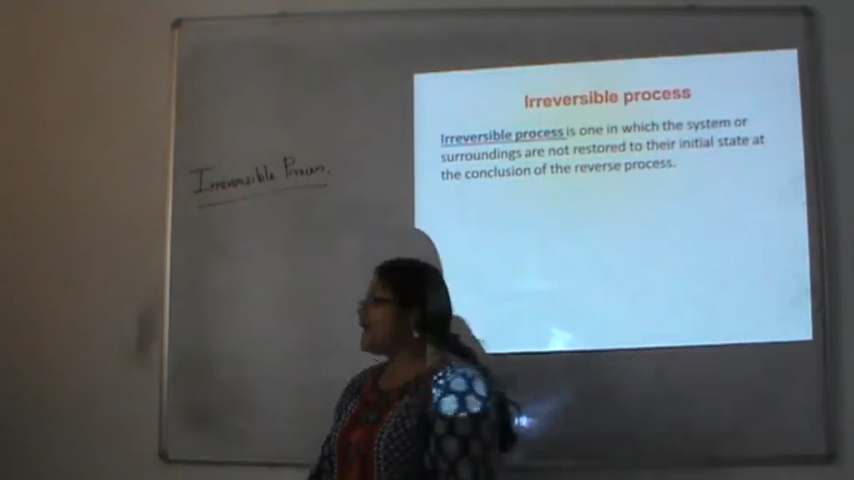 Irreversible Process.
Irreversible process
Irreversible process is one in which the system or
surroundings are not restored to their initial state at
the conclusion of the reverse process.